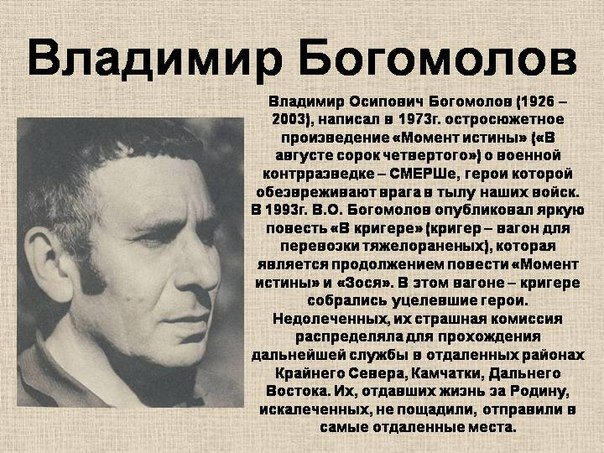 Владимир Богомолов
Владимир Осипович Богомолов (1926 –
2003), написал в 1973г. остросюжетное
произведение «Момент истины» («В
августе сорок четвертого») о военной
контрразведке – СМЕРШе, герои которой
обезвреживают врага в тылу наших войск.
В 1993г. В.О. Богомолов опубликовал яркую
повесть «В кригере» (кригер – вагон для
перевозки тяжелораненых), которая
является продолжением повести «Момент
истины» и «Зося». В этом вагоне – кригере
собрались уцелевшие герои.
Недолеченных, их страшная комиссия
распределяла для прохождения
дальнейшей службы в отдаленных районах
Крайнего Севера, Камчатки, Дальнего
Востока. Их, отдавших жизнь за Родину,
искалеченных, не пощадили, отправили в
самые отдаленные места.